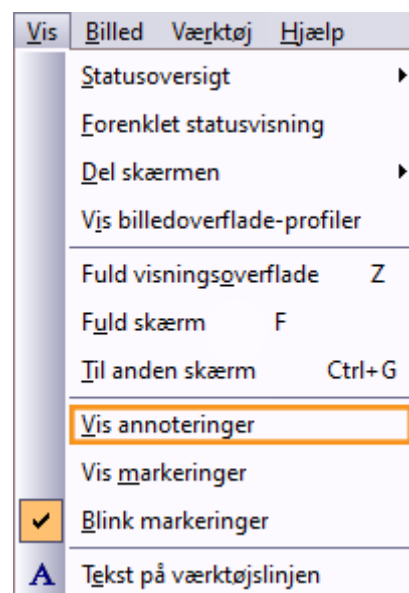 Vis Billed Værktøj Hjælp
Statusoversigt
Forenklet statusvisning
Del skærmen
Vis billedoverflade-profiler
Fuld visningsoverflade Z
Fuld skærm F
Til anden skærm Ctrl+G
Vis annoteringer
Vis markeringer
Blink markeringer
A Tekst på værktøjslinjen